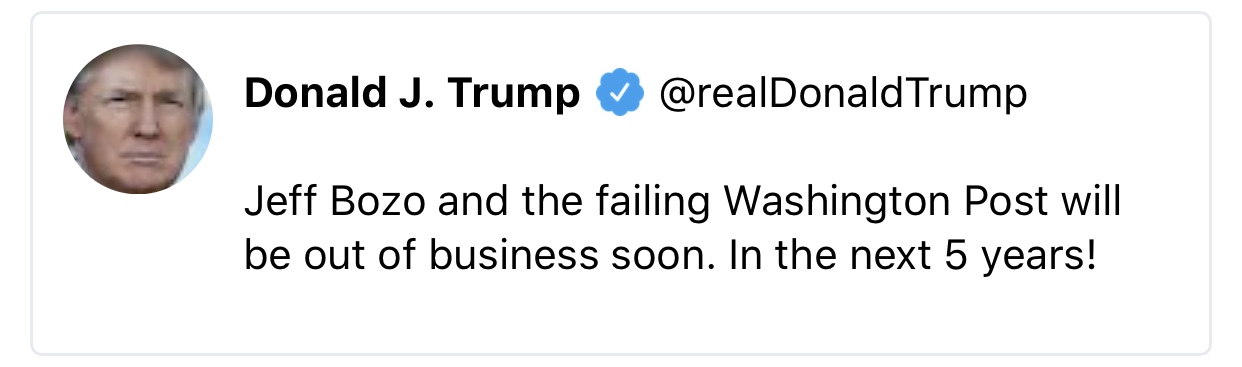 Donald J. Trump @realDonaldTrump
Jeff Bozo and the failing Washington Post will
be out of business soon. In the next 5 years!